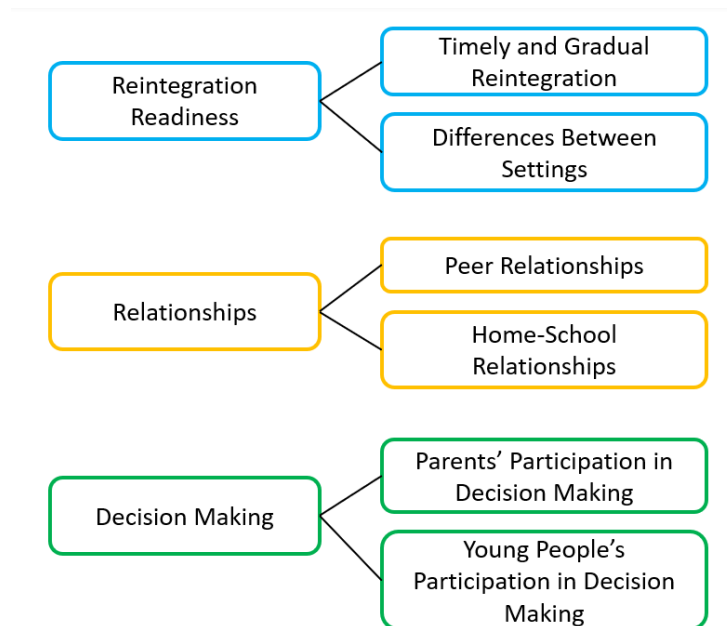 Reintegration
Readiness
Timely and Gradual
Reintegration
Differences Between
Settings
Relationships
Peer Relationships
Home-School
Relationships
Decision Making
Parents’ Participation in
Decision Making
Young People’s
Participation in Decision
Making